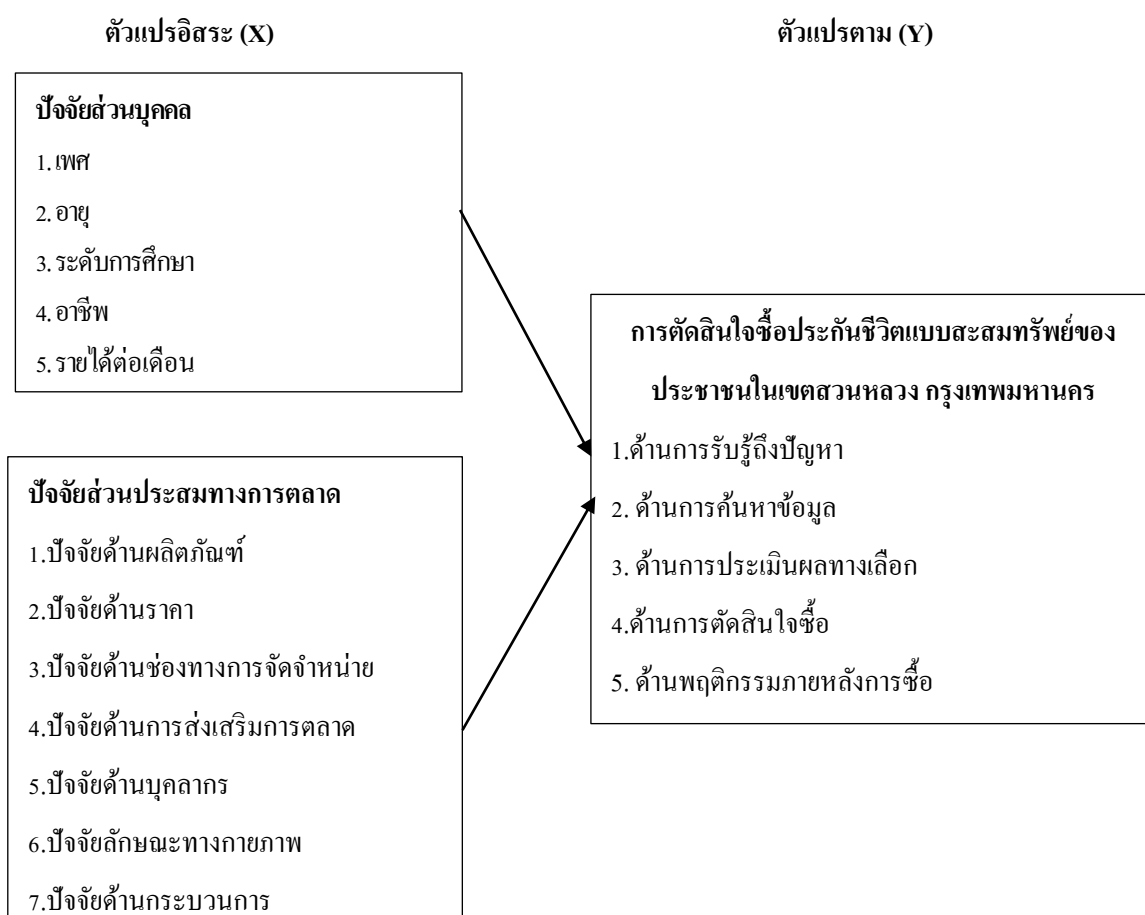 ตัวแปรอิสระ (X)
ตัวแปรตาม (Y)
ปัจจัยส่วนบุคคล
1. เพศ
2. อายุ
3. ระดับการศึกษา
4. อาชีพ
5. รายได้ต่อเดือน
ปัจจัยส่วนประสมทางการตลาด
1.ปัจจัยด้านผลิตภัณฑ์
2.ปัจจัยด้านราคา
3.ปัจจัยด้านช่องทางการจัดจำหน่าย
4.ปัจจัยด้านการส่งเสริมการตลาด
5.ปัจจัยด้านบุคลากร
6.ปัจจัยลักษณะทางกายภาพ
7.ปัจจัยด้านกระบวนการ
การตัดสินใจซื้อประกันชีวิตแบบสะสมทรัพย์ของ
ประชาชนในเขตสวนหลวง กรุงเทพมหานคร
1.ด้านการรับรู้ถึงปัญหา
2. ด้านการค้นหาข้อมูล
3. ด้านการประเมินผลทางเลือก
4.ด้านการตัดสินใจซื้อ
5. ด้านพฤติกรรมภายหลังการซื้อ